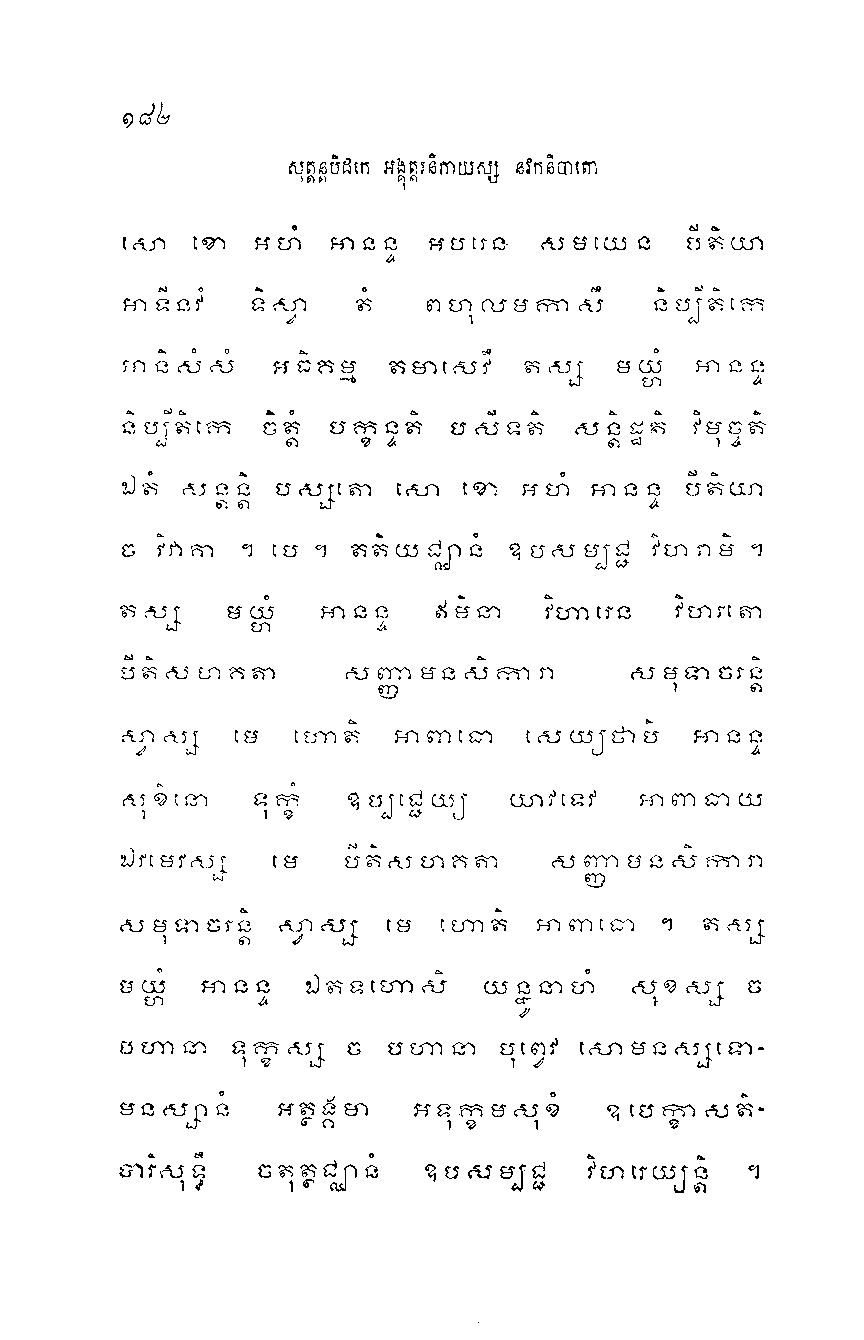 ១៨២
សុត្តន្តបិដកេ អង្គុត្តរនិកាយស្ស នវកនិបាតោ
សោ ខោ អហំ អានន្ទ អបរេន សមយេន បីតិយា
អាទីនវំ ទិស្វា តំ ពហុលមកាសឹ និប្បីតិកេ
អានិសំសំ អធិគម្ម តមាសេវឹ តស្ស មយ្ហំ អានន្ទ
និប្បីតិកេ ចិត្តំ បក្ខន្ទតិ បសីទតិ សន្តិដ្ឋតិ វិមុច្ចតិ
ឯតំ សន្តន្តិ បស្សតោ សោ ខោ អហំ អានន្ទ បីតិយា
ច វិរាគា ។ បេ ។ តតិយជ្ឈានំ ឧបសម្បជ្ជ វិហរាមិ ។
តស្ស មយ្ហំ អានន្ទ ឥមិនា វិហារេន វិហរតោ
បីតិសហគតា សញ្ញាមនសិការា សមុទាចរន្តិ
ស្វាស្ស មេ ហោតិ អាពាធោ សេយ្យថាបិ អានន្ទ
សុខិនោ ទុក្ខំ ឧប្បជ្ជេយ្យ យាវទេវ អាពាធាយ
ឯវមេវស្ស មេ បីតិសហគតា សញ្ញាមនសិការា
សមុទាចរន្តិ ស្វាស្ស មេ ហោតិ អាពាធោ ។ តស្ស
មយ្ហំ អានន្ទ ឯតទហោសិ យន្នូនាហំ សុខស្ស ច
បហានា ទុក្ខស្ស ច បហានា បុព្វេវ សោមនស្សទោ-
មនស្សានំ អត្ថង្គមា អទុក្ខមសុខំ ឧបេក្ខាសតិ-
បារិសុទ្ធឹ ចតុត្ថជ្ឈានំ ឧបសម្បជ្ជ វិហរេយ្យន្តិ ។